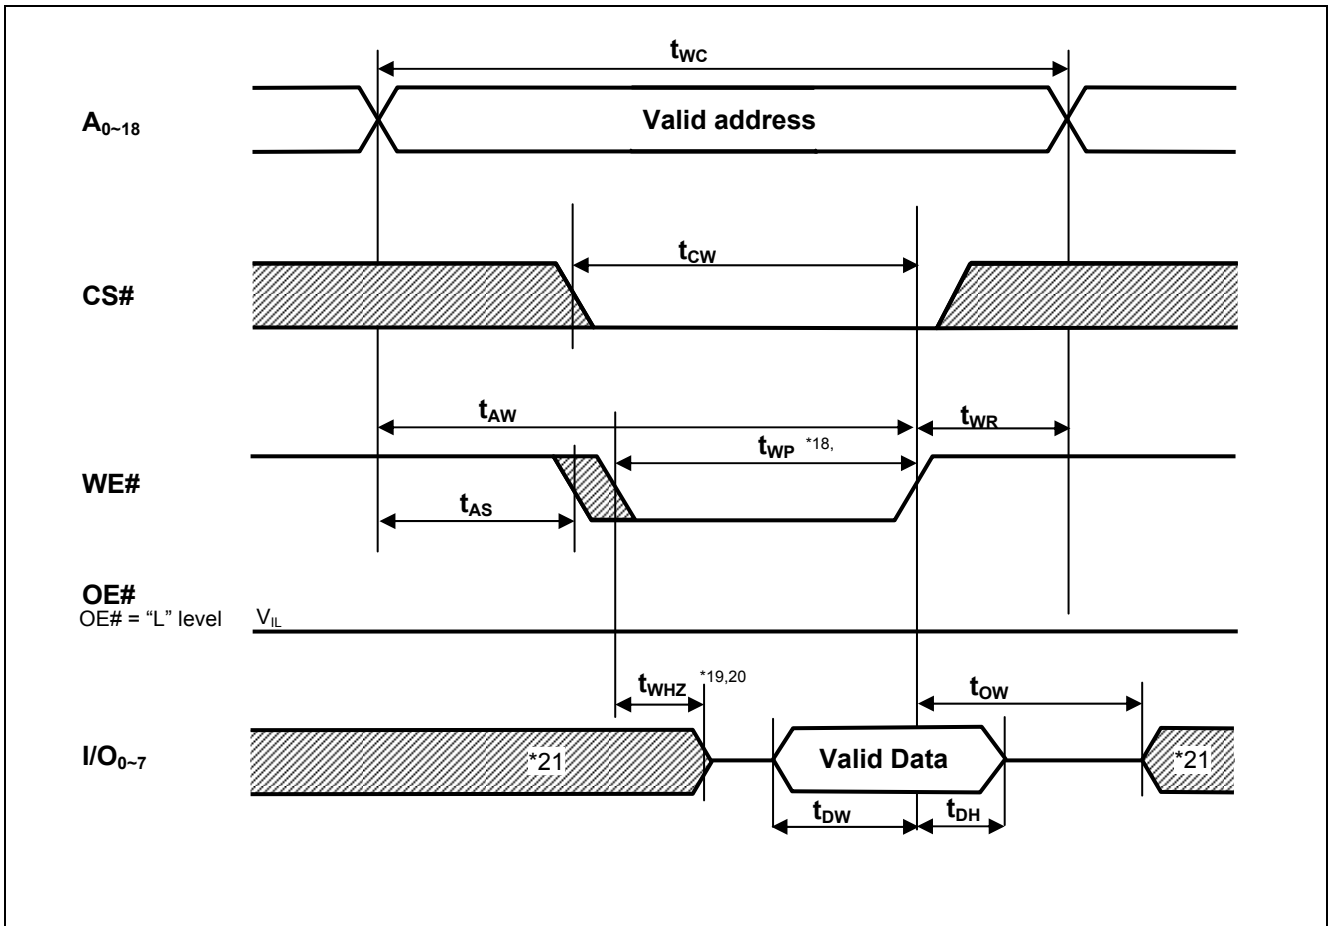 tWC
A0~18
Valid address
tCW
CS#
tAW
tWR
tWP *18,
WE#
tAS
OE#
OE# = “L” level VIL
tWHZ *19,20
tOW
I/O0~7
*21
Valid Data
*21
tDW
tDH